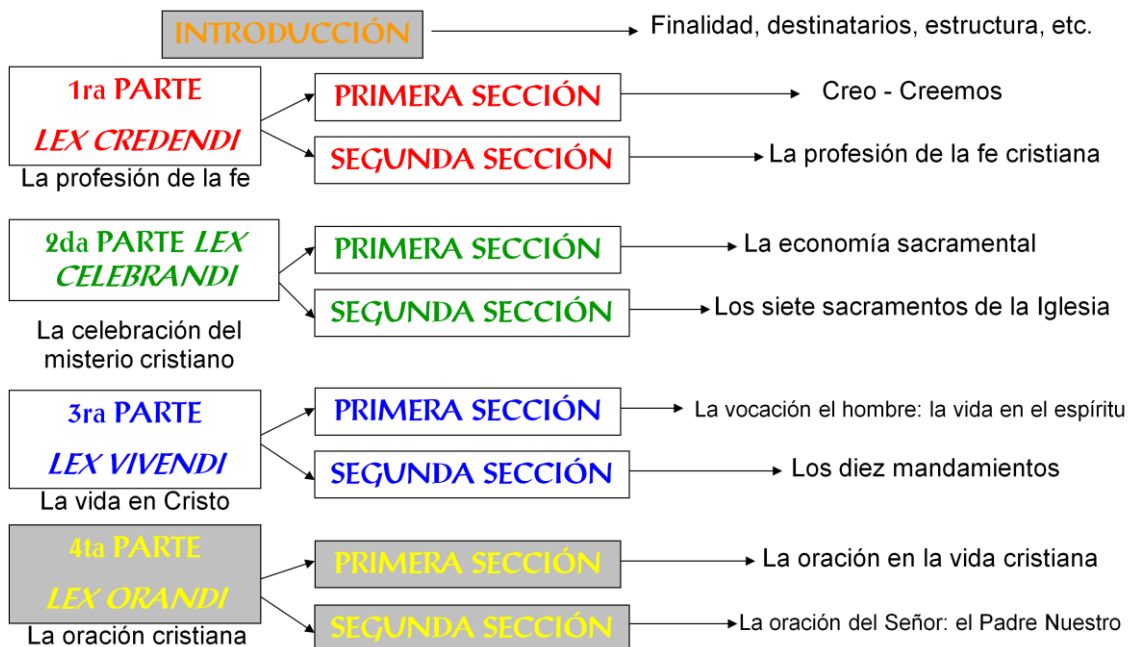 INTRODUCCIÓN
Finalidad, destinatarios, estructura, etc.
1ra PARTE
LEX CREDENDI
La profesión de la fe
PRIMERA SECCIÓN
Creo - Creemos
SEGUNDA SECCIÓN
La profesión de la fe cristiana
2da PARTE LEX
CELEBRANDI
La celebración del
misterio cristiano
PRIMERA SECCIÓN
La economía sacramental
SEGUNDA SECCIÓN
Los siete sacramentos de la Iglesia
3ra PARTE
LEX VIVENDI
La vida en Cristo
PRIMERA SECCIÓN
La vocación el hombre: la vida en el espíritu
SEGUNDA SECCIÓN
Los diez mandamientos
4ta PARTE
LEX ORANDI
La oración cristiana
PRIMERA SECCIÓN
La oración en la vida cristiana
SEGUNDA SECCIÓN
La oración del Señor: el Padre Nuestro